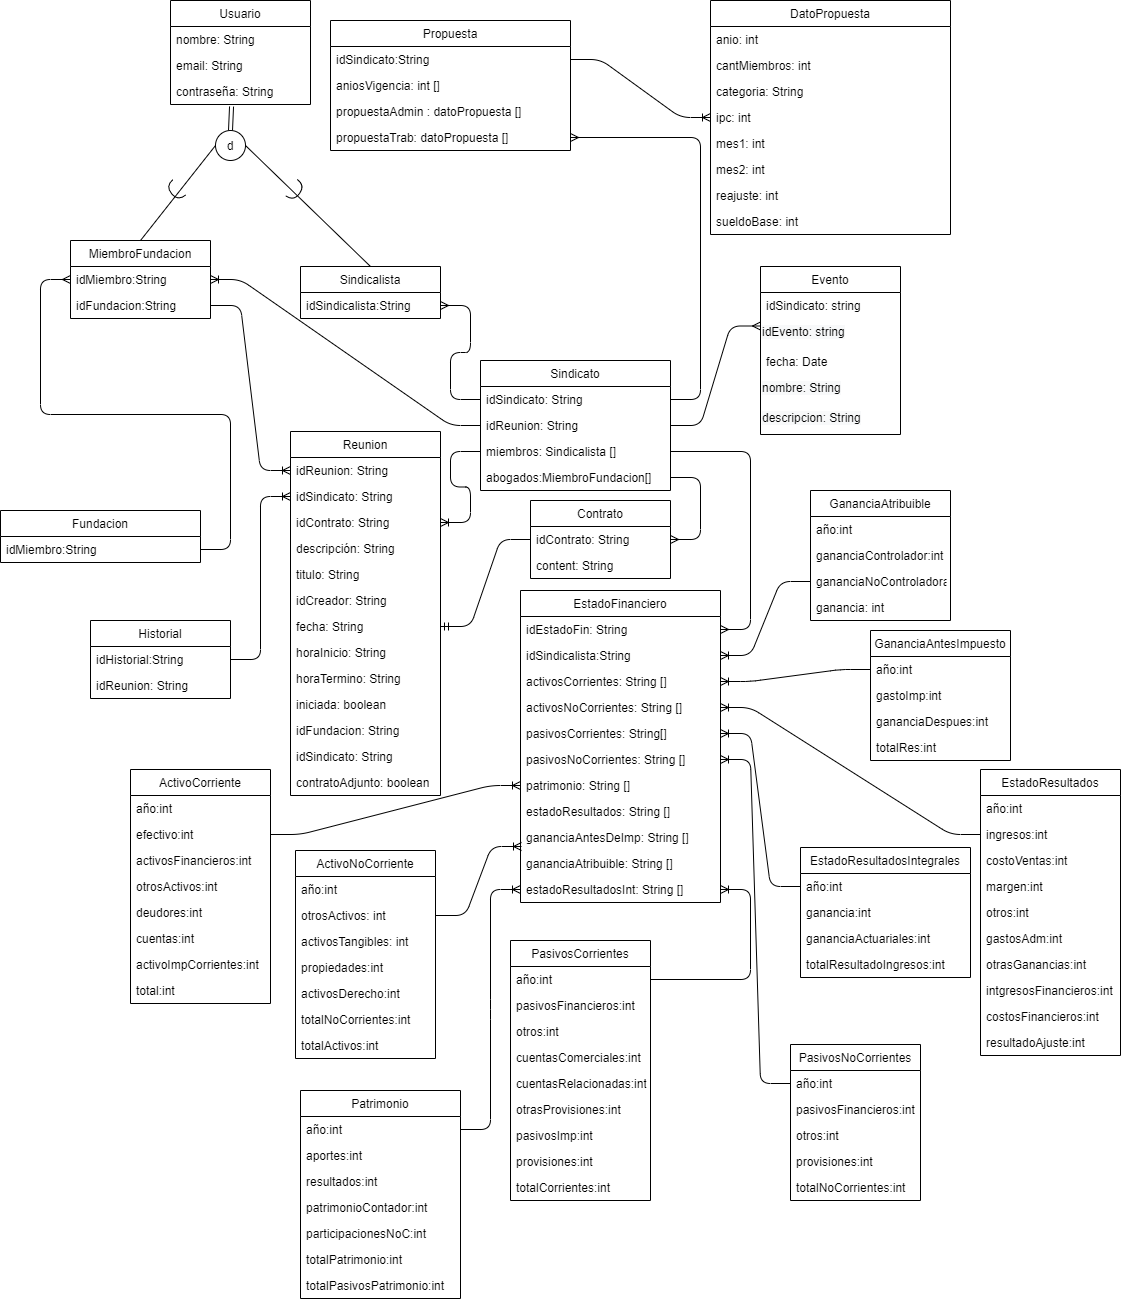 Usuario
nombre: String
email: String
contraseña: String
d
Propuesta
idSindicato:String
aniosVigencia: int []
propuestaAdmin : datoPropuesta []
propuestaTrab: datoPropuesta []
DatoPropuesta
anio: int
cantMiembros: int
categoria: String
ipc: int
mes1: int
mes2: int
reajuste: int
sueldoBase: int
MiembroFundacion
idMiembro:String
idFundacion:String
Sindicalista
idSindicalista:String
Evento
idSindicato: string
idEvento: string
fecha: Date
nombre: String
descripcion: String
Sindicato
idSindicato: String
idReunion: String
miembros: Sindicalista []
abogados:MiembroFundacion[]
Reunion
idReunion: String
idSindicato: String
idContrato: String
descripción: String
titulo: String
idCreador: String
fecha: String
horaInicio: String
horaTermino: String
iniciada: boolean
idFundacion: String
idSindicato: String
contratoAdjunto: boolean
Fundacion
idMiembro:String
Contrato
idContrato: String
content: String
GananciaAtribuible
año:int
gananciaControlador:int
gananciaNoControladora
ganancia: int
Historial
idHistorial:String
idReunion: String
EstadoFinanciero
idEstadoFin: String
idSindicalista:String
activosCorrientes: String []
activosNoCorrientes: String []
pasivosCorrientes: String[]
pasivosNoCorrientes: String []
patrimonio: String []
estadoResultados: String []
gananciaAntesDeImp: String []
gananciaAtribuible: String []
estadoResultadosInt: String []
GananciaAntesImpuesto
año:int
gastoImp:int
gananciaDespues:int
totalRes:int
ActivoCorriente
año:int
efectivo:int
activosFinancieros:int
otrosActivos:int
deudores:int
cuentas:int
activoImpCorrientes:int
total:int
ActivoNoCorriente
año:int
otrosActivos: int
activosTangibles: int
propiedades:int
activosDerecho:int
totalNoCorrientes:int
totalActivos:int
EstadoResultadosIntegrales
año:int
ganancia:int
gananciaActuariales:int
totalResultadoIngresos:int
EstadoResultados
año:int
ingresos:int
costoVentas:int
margen:int
otros:int
gastosAdm:int
otrasGanancias:int
intgresosFinancieros:int
costosFinancieros:int
resultadoAjuste:int
PasivosCorrientes
año:int
pasivosFinancieros:int
otros:int
cuentasComerciales:int
cuentasRelacionadas:int
otrasProvisiones:int
pasivosImp:int
provisiones:int
totalCorrientes:int
PasivosNoCorrientes
año:int
pasivosFinancieros:int
otros:int
provisiones:int
totalNoCorrientes:int
Patrimonio
año:int
aportes:int
resultados:int
patrimonioContador:int
participacionesNoC:int
totalPatrimonio:int
totalPasivosPatrimonio:int